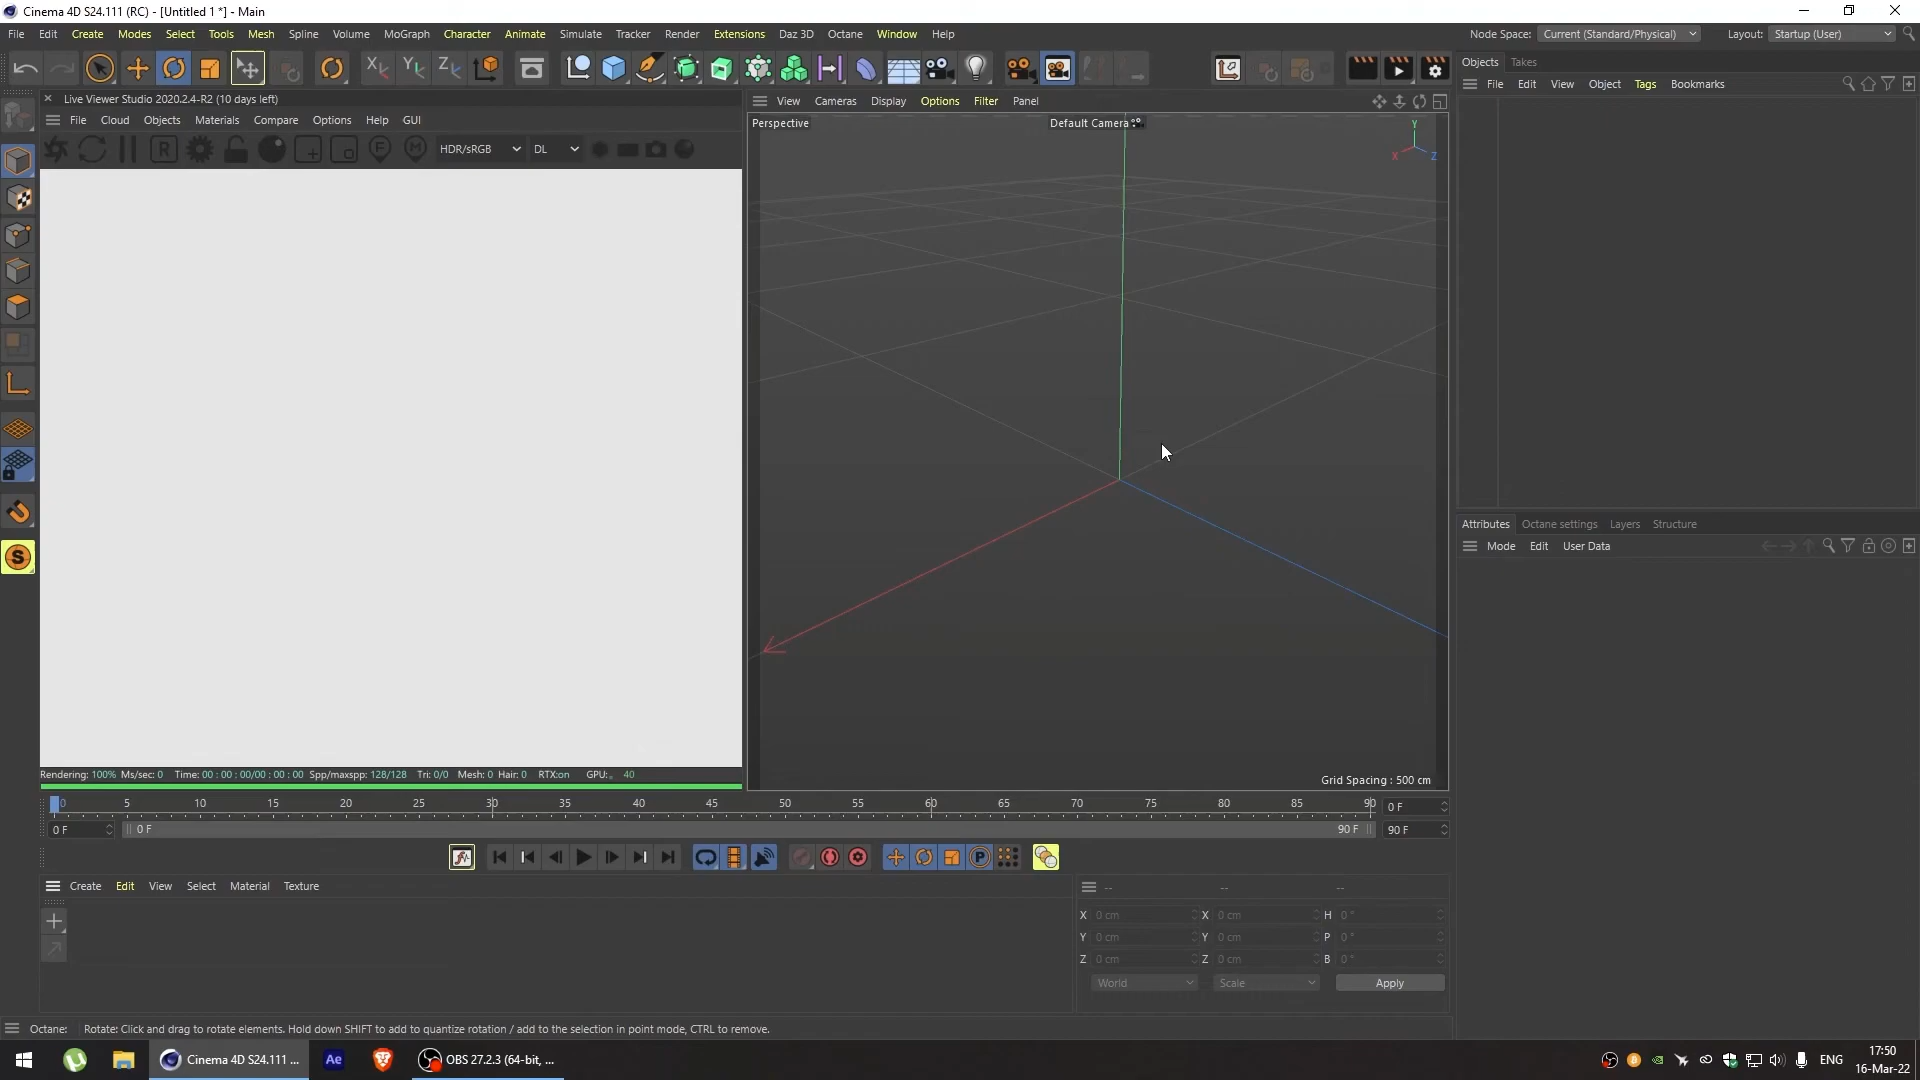 Cinema 4D S24.111 (RC) - [Untitled 1 *] - Main
File Edit Create Modes Select Tools Mesh Spline Volume MoGraph Character Animate Simulate Tracker Render Extensions Daz 3D Octane Window Help
Node Space: Current (Standard/Physical) Layout: Startup (User)
X Y Z
Objects Takes
File Edit View Object Tags Bookmarks
Live Viewer Studio 2020.2.4-R2 (10 days left)
File Cloud Objects Materials Compare Options Help GUI
R F M HDR/sRGB DL
View Cameras Display Options Filter Panel
Perspective Default Camera
Y
X Z
S
Grid Spacing : 500 cm
Rendering: 100% Ms/sec: 0 Time: 00 : 00 : 00/00 : 00 : 00 Spp/maxspp: 128/128 Tri: 0/0 Mesh: 0 Hair: 0 RTX:on GPU: 40
0 5 10 15 20 25 30 35 40 45 50 55 60 65 70 75 80 85 90 0 F
0 F 0 F 90 F 90 F
P
Attributes Octane settings Layers Structure
Mode Edit User Data
Create Edit View Select Material Texture
-- -- --
X 0 cm X 0 cm H 0 °
Y 0 cm Y 0 cm P 0 °
Z 0 cm Z 0 cm B 0 °
World Scale Apply
Octane: Rotate: Click and drag to rotate elements. Hold down SHIFT to add to quantize rotation / add to the selection in point mode, CTRL to remove.
Cinema 4D S24.111 ... Ae OBS 27.2.3 (64-bit, ...
ENG 17:50
16-Mar-22